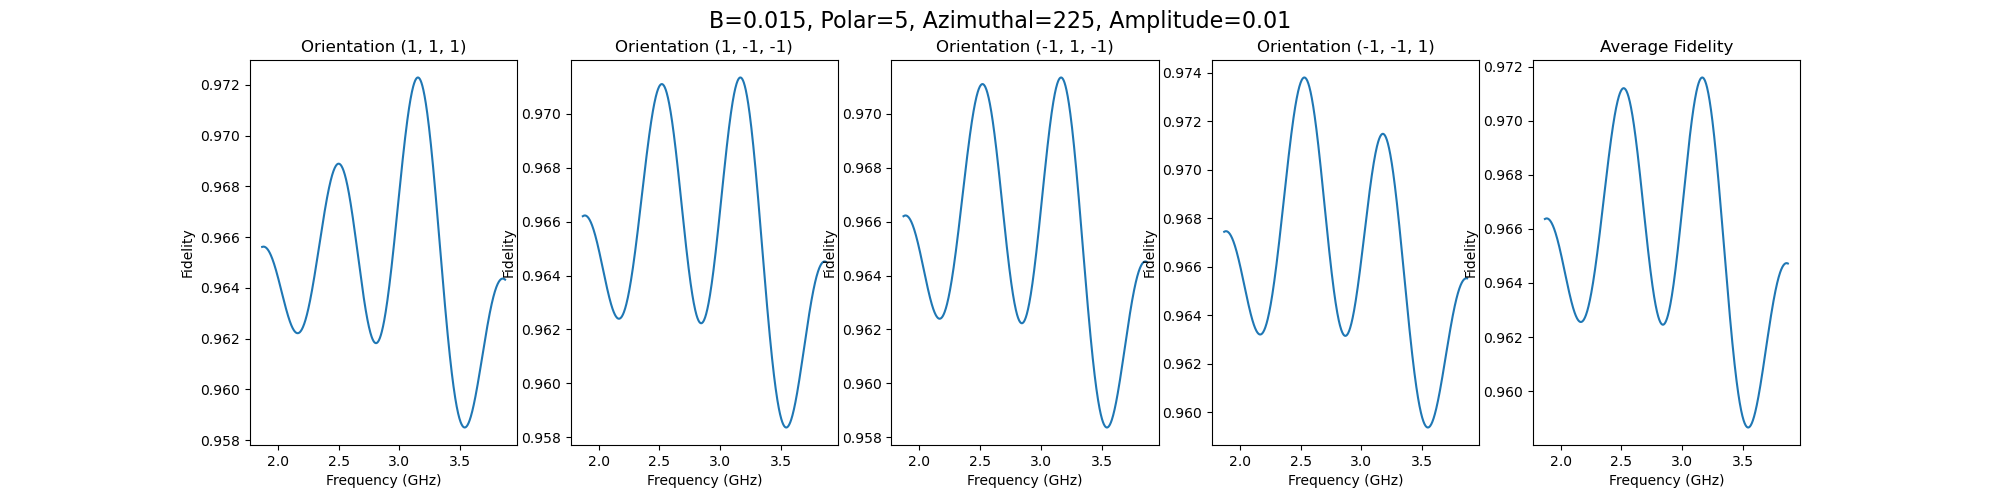 B=0.015, Polar=5, Azimuthal=225, Amplitude=0.01
Orientation (1, 1, 1)
0.972
0.970
0.968
0.966
0.964
0.962
0.960
0.958
Fidelity
2.0 2.5 3.0 3.5
Frequency (GHz)
Orientation (1, -1, -1)
0.970
0.968
0.966
0.964
0.962
0.960
0.958
Fidelity
2.0 2.5 3.0 3.5
Frequency (GHz)
Orientation (-1, 1, -1)
0.970
0.968
0.966
0.964
0.962
0.960
0.958
Fidelity
2.0 2.5 3.0 3.5
Frequency (GHz)
Orientation (-1, -1, 1)
0.974
0.972
0.970
0.968
0.966
0.964
0.962
0.960
Fidelity
2.0 2.5 3.0 3.5
Frequency (GHz)
Average Fidelity
0.972
0.970
0.968
0.966
0.964
0.962
0.960
Fidelity
2.0 2.5 3.0 3.5
Frequency (GHz)